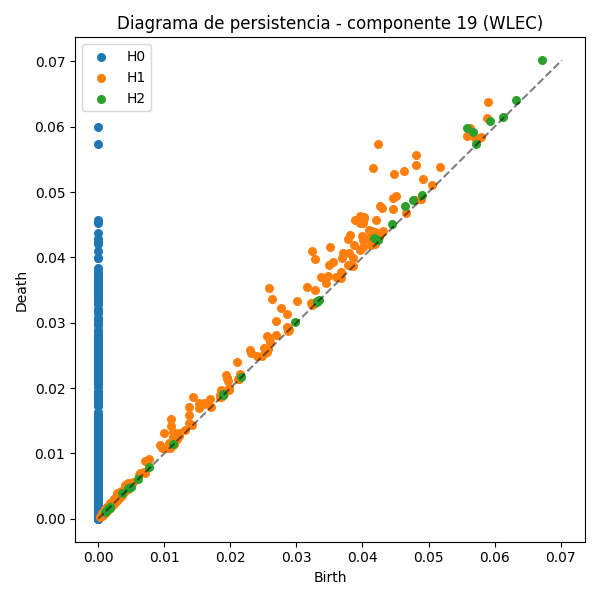 Diagrama de persistencia - componente 19 (WLEC)
H0
H1
H2
Death
0.07
0.06
0.05
0.04
0.03
0.02
0.01
0.00
0.00 0.01 0.02 0.03 0.04 0.05 0.06 0.07
Birth